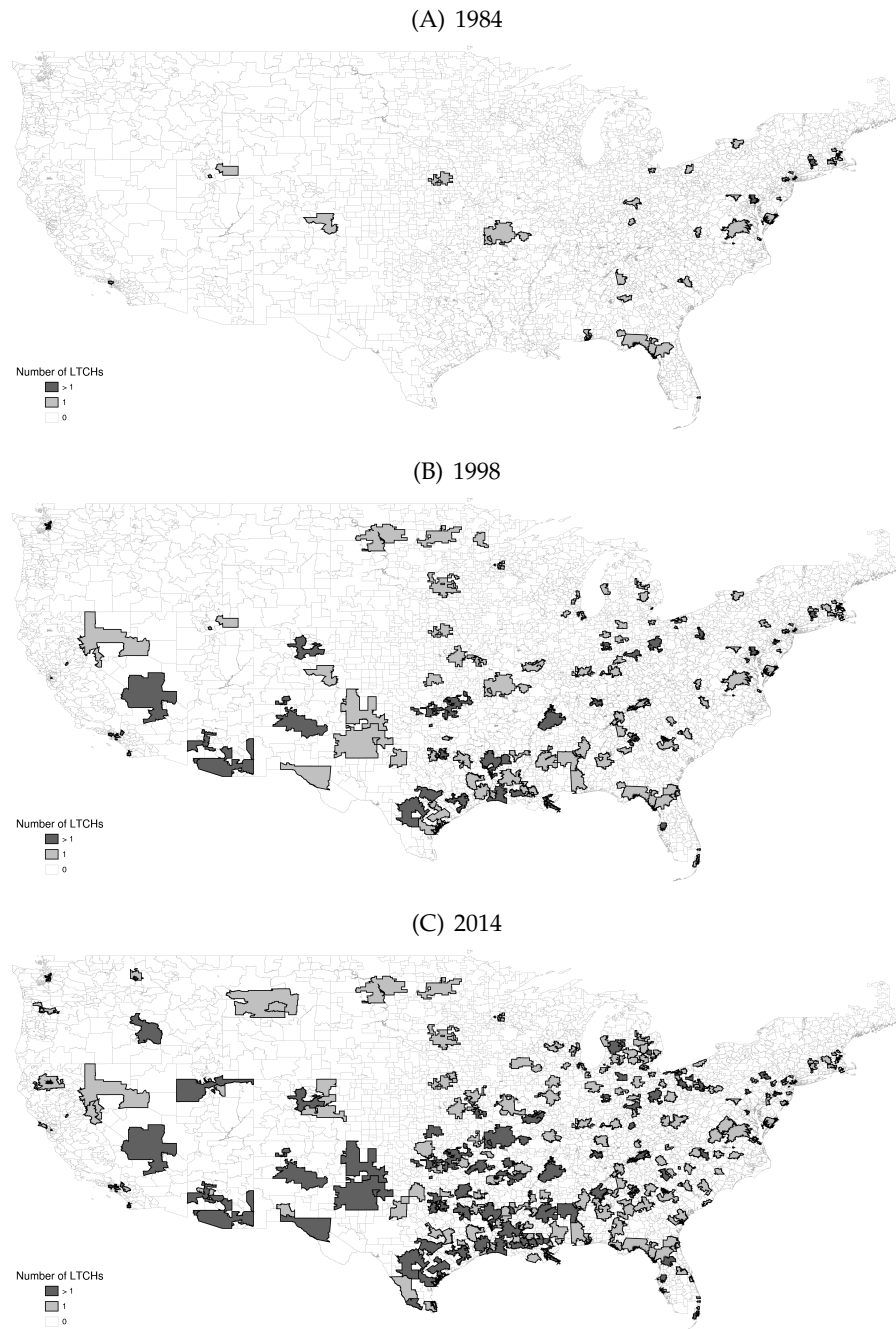 (A) 1984
Number of LTCHs
> 1
1
0
(B) 1998
Number of LTCHs
> 1
1
0
(C) 2014
Number of LTCHs
> 1
1
0